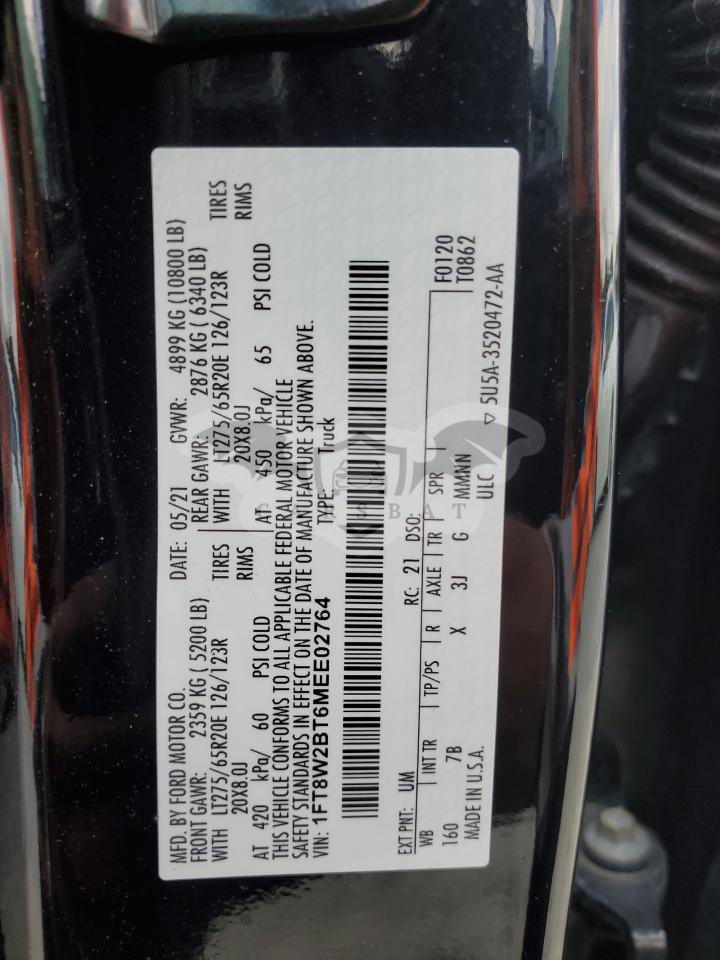 MFD. BY FORD MOTOR CO.
DATE: 05/21 GVWR: 4899 KG (10800 LB)
FRONT GAWR: 2359 KG ( 5200 LB) REAR GAWR: 2876 KG ( 6340 LB)
WITH LT275/65R20E 126/123R TIRES WITH LT275/65R20E 126/123R TIRES
20X8.0J RIMS 20X8.0J RIMS
AT 420 kPa/ 60 PSI COLD AT 450 kPa/ 65 PSI COLD
THIS VEHICLE CONFORMS TO ALL APPLICABLE FEDERAL MOTOR VEHICLE
SAFETY STANDARDS IN EFFECT ON THE DATE OF MANUFACTURE SHOWN ABOVE.
VIN: 1FT8W2BT6MEE02764 TYPE: Truck
EXT PNT: UM RC: 21 DSO: F0120
WB INT TR TP/PS R AXLE TR SPR T0862
160 7B X 3J G MMNN
MADE IN U.S.A. ULC ▽ 5U5A-3520472-AA